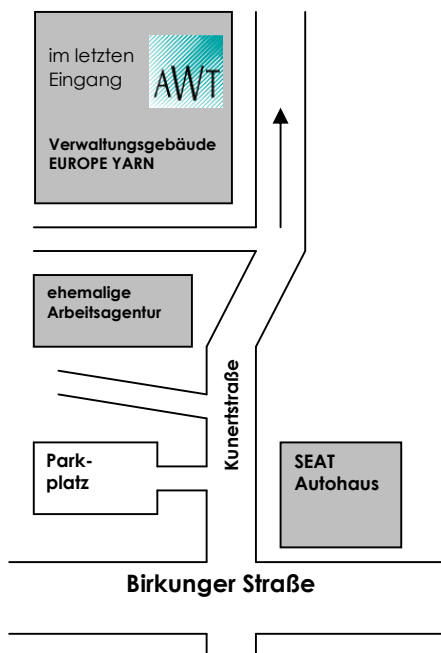 im letzten
Eingang
AWT
Verwaltungsgebäude
EUROPE YARN
ehemalige
Arbeitsagentur
Kunertstraße
Park-
platz
SEAT
Autohaus
Birkunger Straße